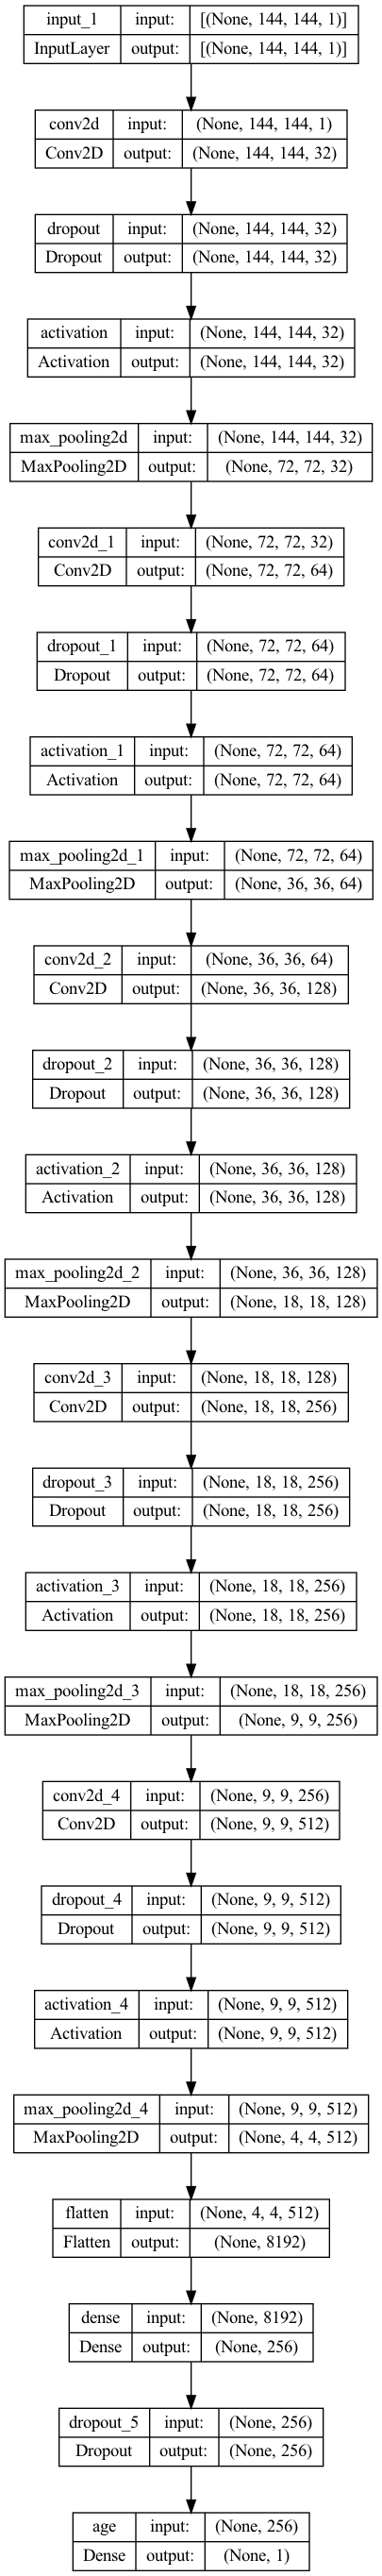 input_1 input: [(None, 144, 144, 1)]
InputLayer output: [(None, 144, 144, 1)]
conv2d input: (None, 144, 144, 1)
Conv2D output: (None, 144, 144, 32)
dropout input: (None, 144, 144, 32)
Dropout output: (None, 144, 144, 32)
activation input: (None, 144, 144, 32)
Activation output: (None, 144, 144, 32)
max_pooling2d input: (None, 144, 144, 32)
MaxPooling2D output: (None, 72, 72, 32)
conv2d_1 input: (None, 72, 72, 32)
Conv2D output: (None, 72, 72, 64)
dropout_1 input: (None, 72, 72, 64)
Dropout output: (None, 72, 72, 64)
activation_1 input: (None, 72, 72, 64)
Activation output: (None, 72, 72, 64)
max_pooling2d_1 input: (None, 72, 72, 64)
MaxPooling2D output: (None, 36, 36, 64)
conv2d_2 input: (None, 36, 36, 64)
Conv2D output: (None, 36, 36, 128)
dropout_2 input: (None, 36, 36, 128)
Dropout output: (None, 36, 36, 128)
activation_2 input: (None, 36, 36, 128)
Activation output: (None, 36, 36, 128)
max_pooling2d_2 input: (None, 36, 36, 128)
MaxPooling2D output: (None, 18, 18, 128)
conv2d_3 input: (None, 18, 18, 128)
Conv2D output: (None, 18, 18, 256)
dropout_3 input: (None, 18, 18, 256)
Dropout output: (None, 18, 18, 256)
activation_3 input: (None, 18, 18, 256)
Activation output: (None, 18, 18, 256)
max_pooling2d_3 input: (None, 18, 18, 256)
MaxPooling2D output: (None, 9, 9, 256)
conv2d_4 input: (None, 9, 9, 256)
Conv2D output: (None, 9, 9, 512)
dropout_4 input: (None, 9, 9, 512)
Dropout output: (None, 9, 9, 512)
activation_4 input: (None, 9, 9, 512)
Activation output: (None, 9, 9, 512)
max_pooling2d_4 input: (None, 9, 9, 512)
MaxPooling2D output: (None, 4, 4, 512)
flatten input: (None, 4, 4, 512)
Flatten output: (None, 8192)
dense input: (None, 8192)
Dense output: (None, 256)
dropout_5 input: (None, 256)
Dropout output: (None, 256)
age input: (None, 256)
Dense output: (None, 1)